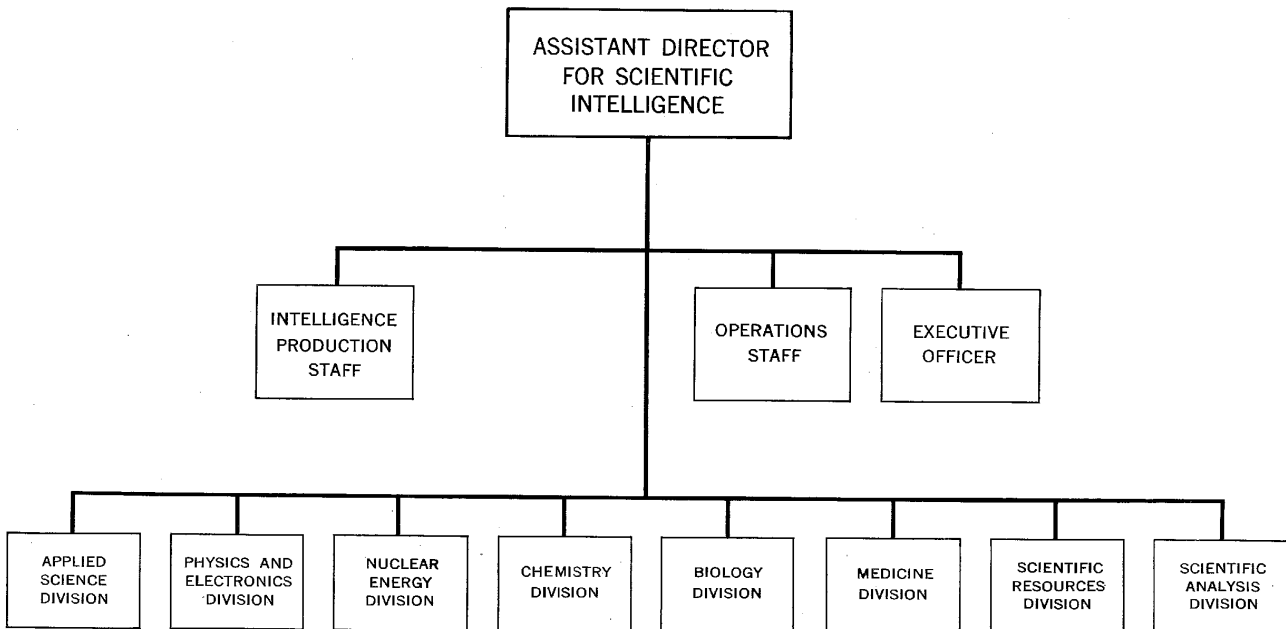 ASSISTANT DIRECTOR
FOR SCIENTIFIC
INTELLIGENCE
INTELLIGENCE
PRODUCTION
STAFF
OPERATIONS
STAFF
EXECUTIVE
OFFICER
APPLIED
SCIENCE
DIVISION
PHYSICS AND
ELECTRONICS
DIVISION
NUCLEAR
ENERGY
DIVISION
CHEMISTRY
DIVISION
BIOLOGY
DIVISION
MEDICINE
DIVISION
SCIENTIFIC
RESOURCES
DIVISION
SCIENTIFIC
ANALYSIS
DIVISION